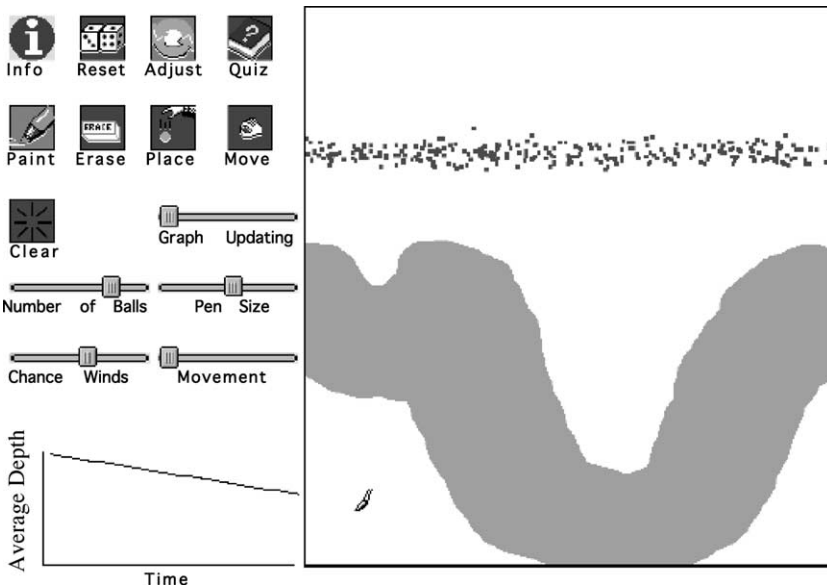 Info Reset Adjust Quiz
ERACE
Paint Erase Place Move
Clear
Graph Updating
Number of Balls Pen Size
Chance Winds Movement
Average Depth
Time